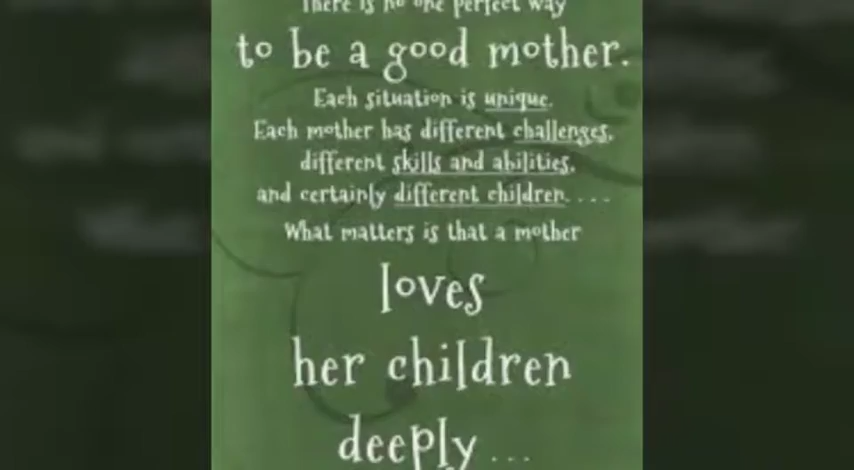 There is no one perfect way
to be a good mother.
Each situation is unique.
Each mother has different challenges,
different skills and abilities,
and certainly different children....
What matters is that a mother
loves
her children
deeply...